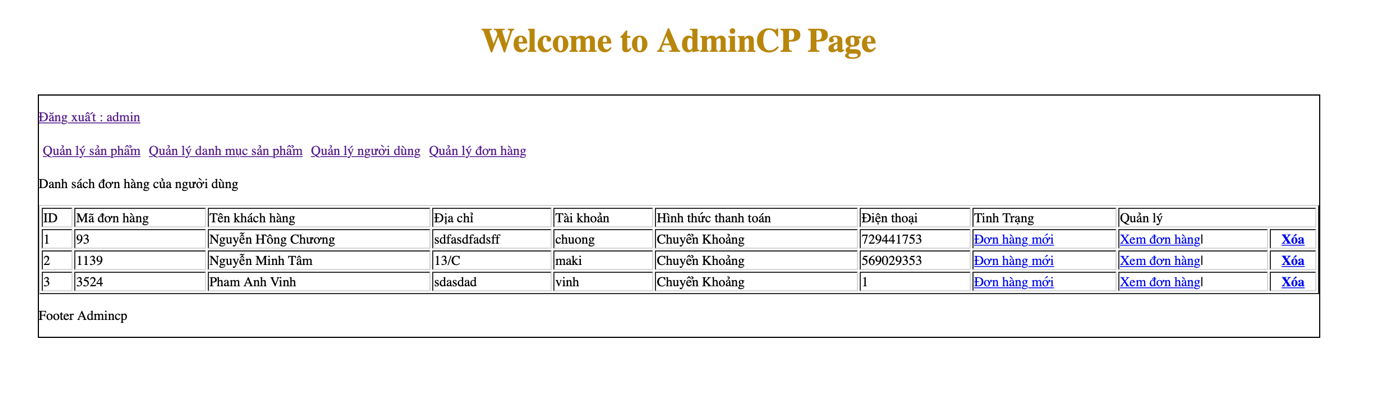 Welcome to AdminCP Page
Đăng xuất : admin
Quản lý sản phẩm Quản lý danh mục sản phẩm Quản lý người dùng Quản lý đơn hàng
Danh sách đơn hàng của người dùng
ID Mã đơn hàng Tên khách hàng Địa chỉ Tài khoản Hình thức thanh toán Điện thoại Tình Trạng Quản lý
1 93 Nguyễn Hồng Chương sdfasdfadsff chuong Chuyển Khoảng 729441753 Đơn hàng mới Xem đơn hàng| Xóa
2 1139 Nguyễn Minh Tâm 13/C maki Chuyển Khoảng 569029353 Đơn hàng mới Xem đơn hàng| Xóa
3 3524 Pham Anh Vinh sdasdad vinh Chuyển Khoảng 1 Đơn hàng mới Xem đơn hàng| Xóa
Footer Admincp